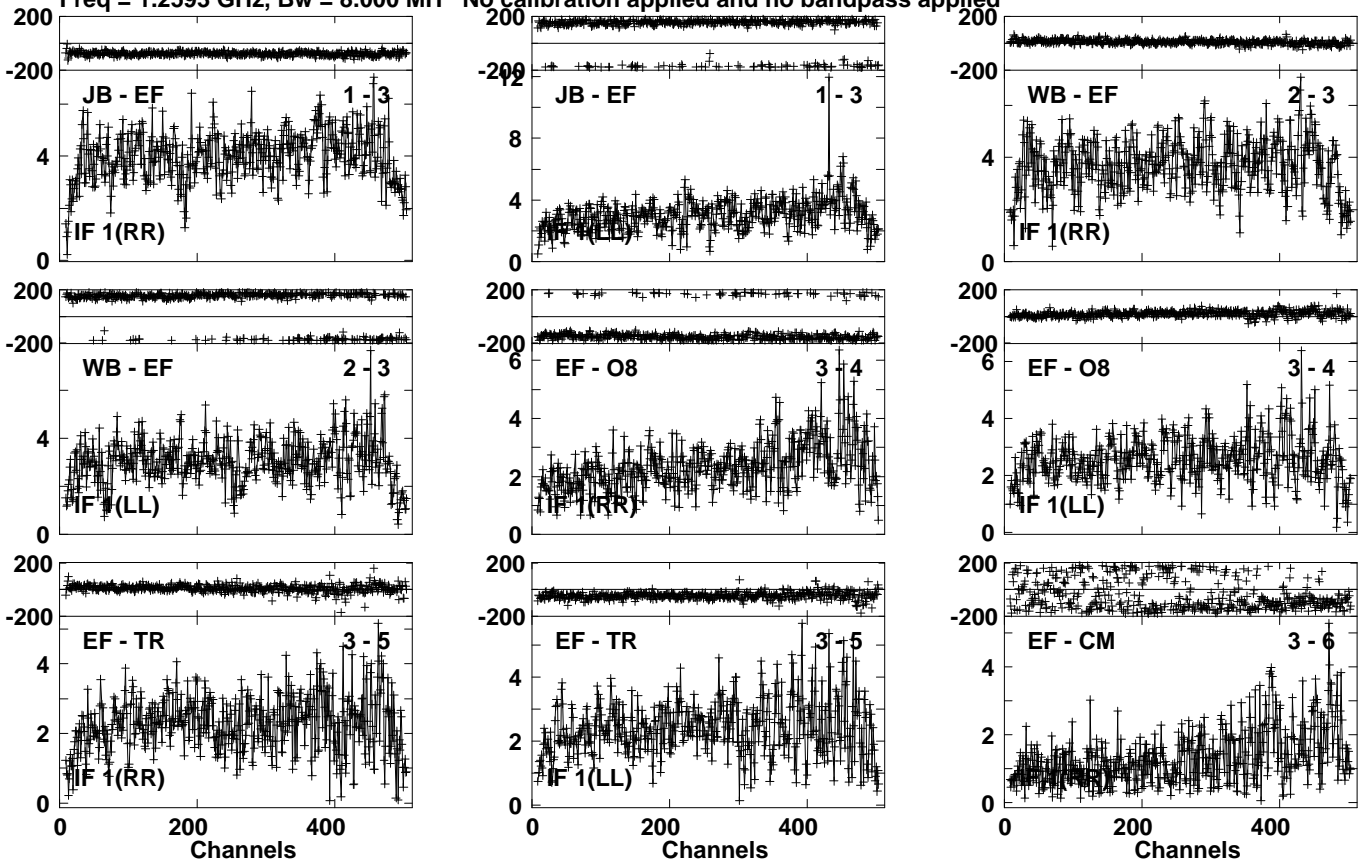 Freq = 1.2593 GHz, Bw = 8.000 MH No calibration applied and no bandpass applied
200
-200
JB - EF 1 - 3
4
IF 1(RR)
0
200
-200
12
JB - EF 1 - 3
8
4
IF 1(LL)
0
200
-200
WB - EF 2 - 3
4
IF 1(RR)
0
200
-200
WB - EF 2 - 3
4
IF 1(LL)
0
200
-200
6
EF - O8 3 - 4
4
2
IF 1(RR)
0
200
-200
6
EF - O8 3 - 4
4
2
IF 1(LL)
0
200
-200
EF - TR 3 - 5
4
2
IF 1(RR)
0
0 200 400
Channels
200
-200
EF - TR 3 - 5
4
2
IF 1(LL)
0
0 200 400
Channels
200
-200
EF - CM 3 - 6
4
2
IF 1(RR)
0
0 200 400
Channels